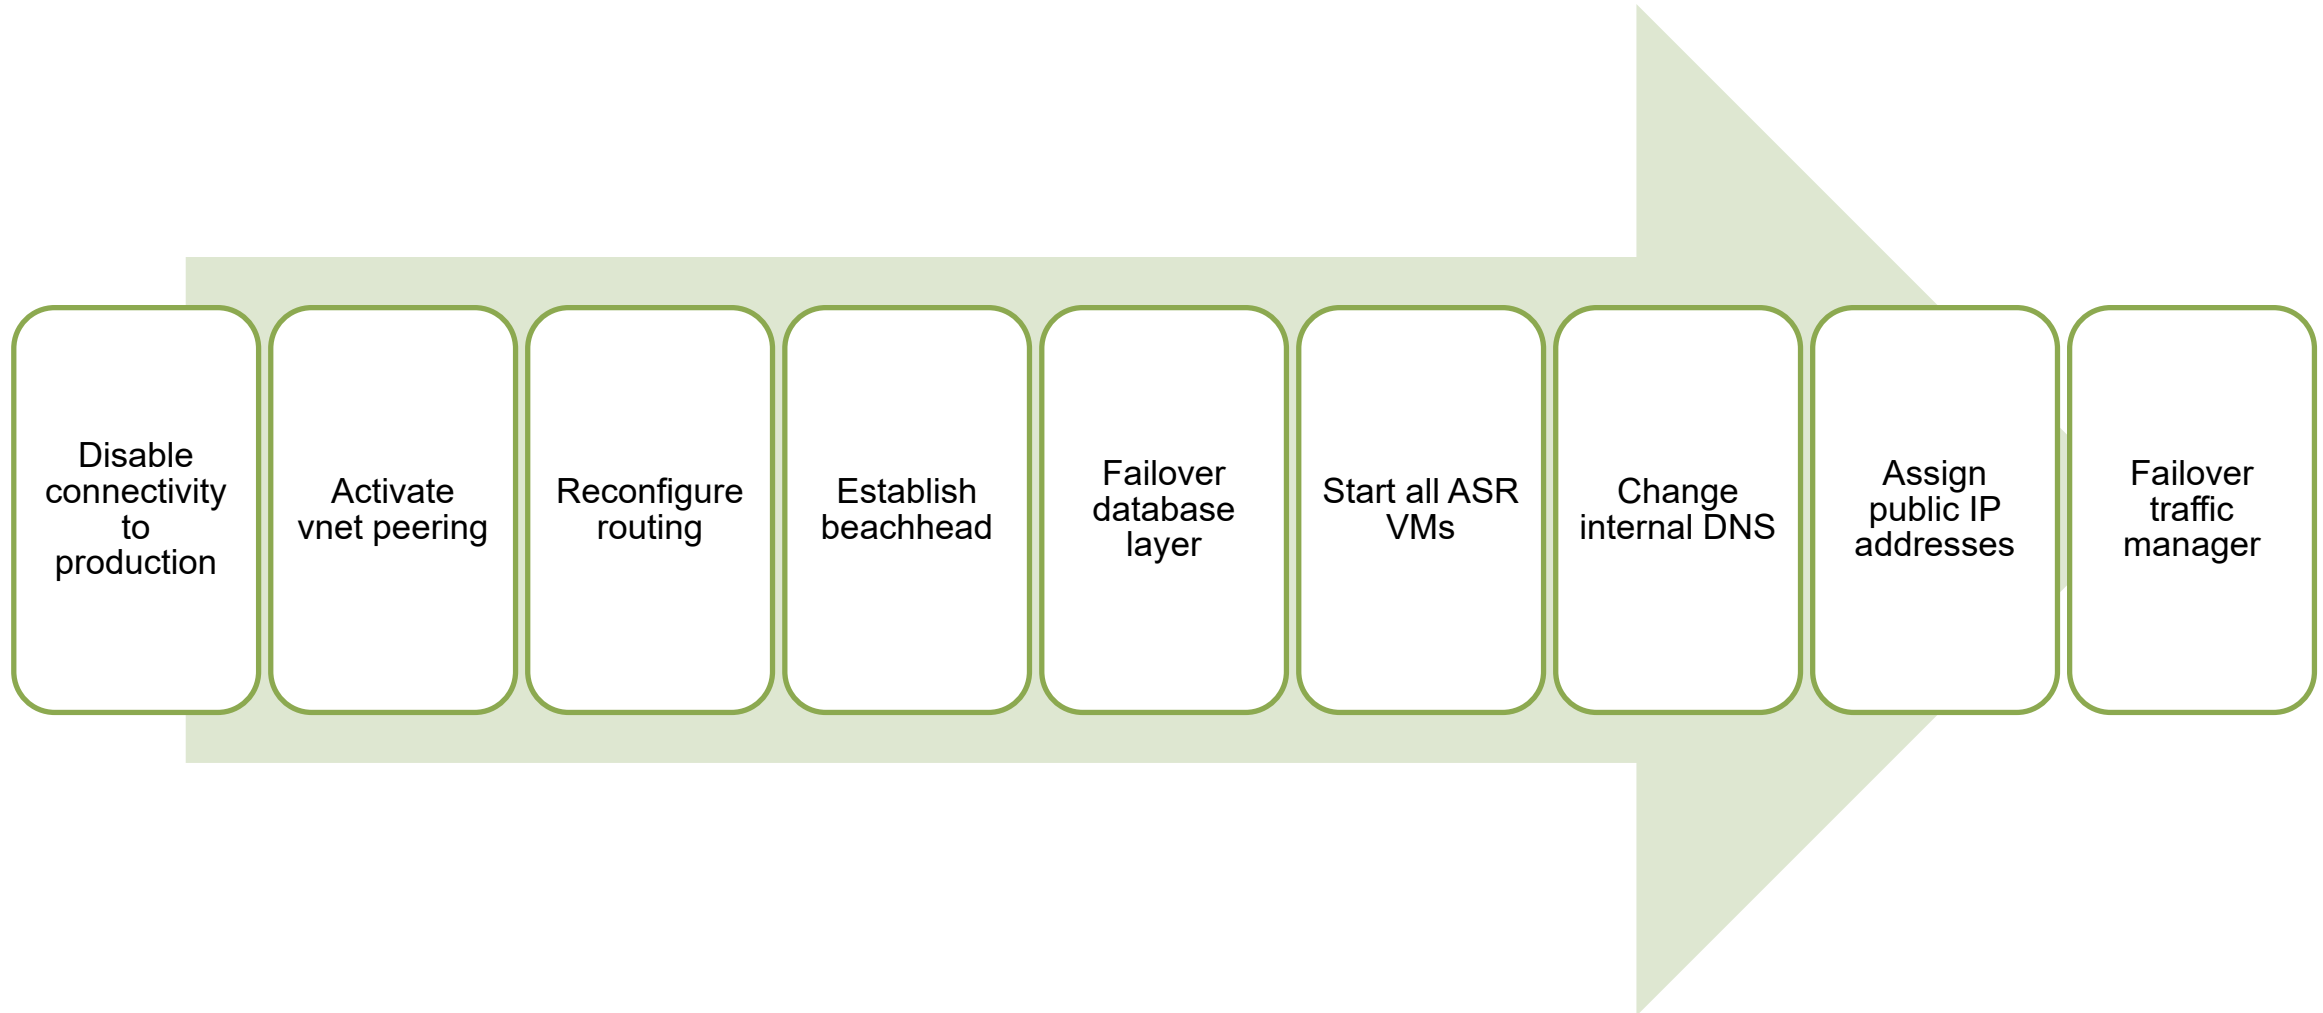 Disable
connectivity
to
production
Activate
vnet peering
Reconfigure
routing
Establish
beachhead
Failover
database
layer
Start all ASR
VMs
Change
internal DNS
Assign
public IP
addresses
Failover
traffic
manager